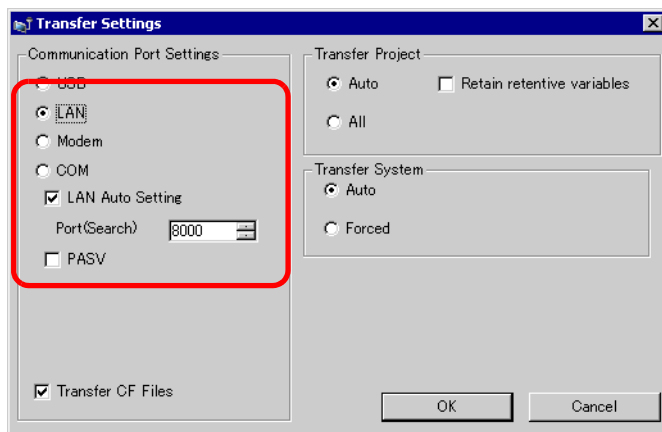 Transfer Settings
Communication Port Settings
USB
LAN
Modem
COM
LAN Auto Setting
Port(Search) 8000
PASV
Transfer CF Files
Transfer Project
Auto Retain retentive variables
All
Transfer System
Auto
Forced
OK Cancel